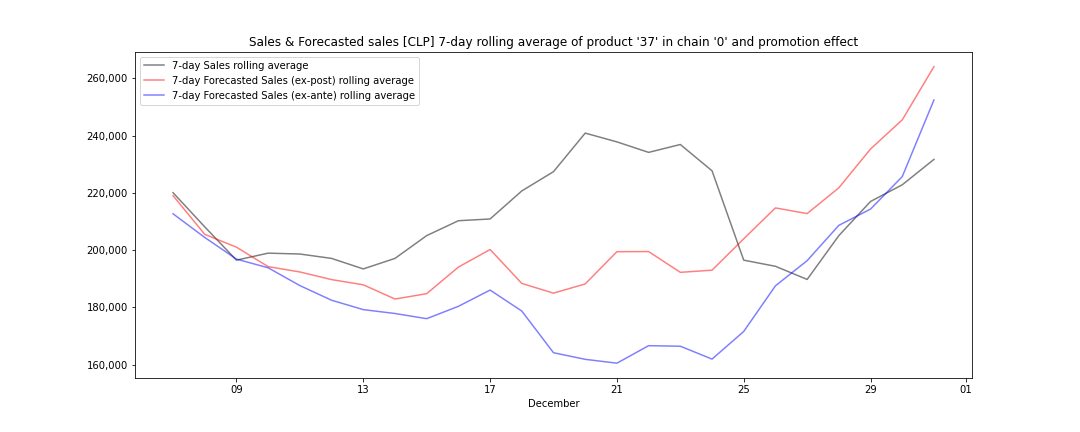 Sales & Forecasted sales [CLP] 7-day rolling average of product '37' in chain '0' and promotion effect
7-day Sales rolling average
7-day Forecasted Sales (ex-post) rolling average
7-day Forecasted Sales (ex-ante) rolling average
260,000
240,000
220,000
200,000
180,000
160,000
09 13 17 21 25 29 01
December